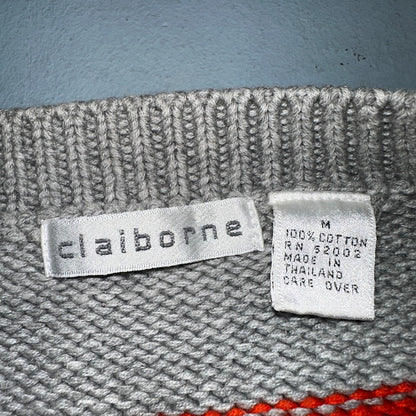 claiborne
M
100% COTTON
RN 52002
MADE IN
THAILAND
CARE OVER